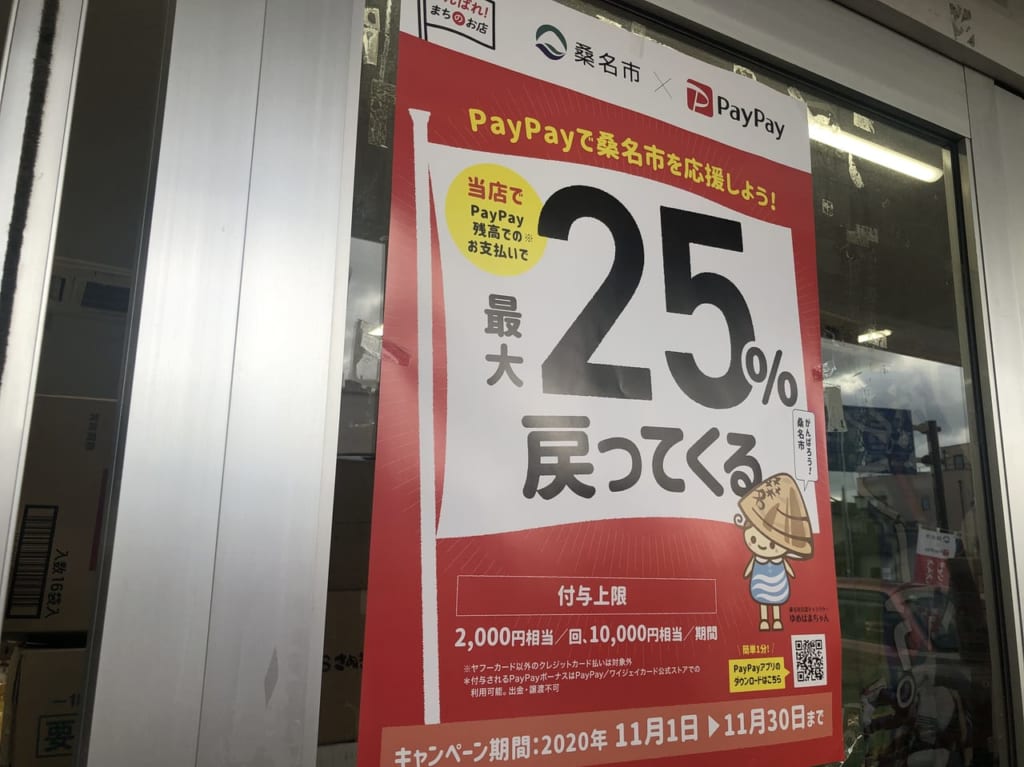 んばれ!
まちのお店
桑名市 × PayPay
PayPayで桑名市を応援しよう!
当店で
PayPay
残高での※
お支払いで
最大
25%
戻ってくる
がんばろう!
桑名市
付与上限
2,000円相当/回、10,000円相当/期間
※ヤフーカード以外のクレジットカード払いは対象外
*付与されるPayPayボーナスはPayPay/ワイジェイカード公式ストアでの
利用可能。出金・譲渡不可
ゆめはまちゃん
簡単1分!
PayPayアプリの
ダウンロードはこちら
キャンペーン期間:2020年 11月1日▶11月30日まで
入数16袋入
要